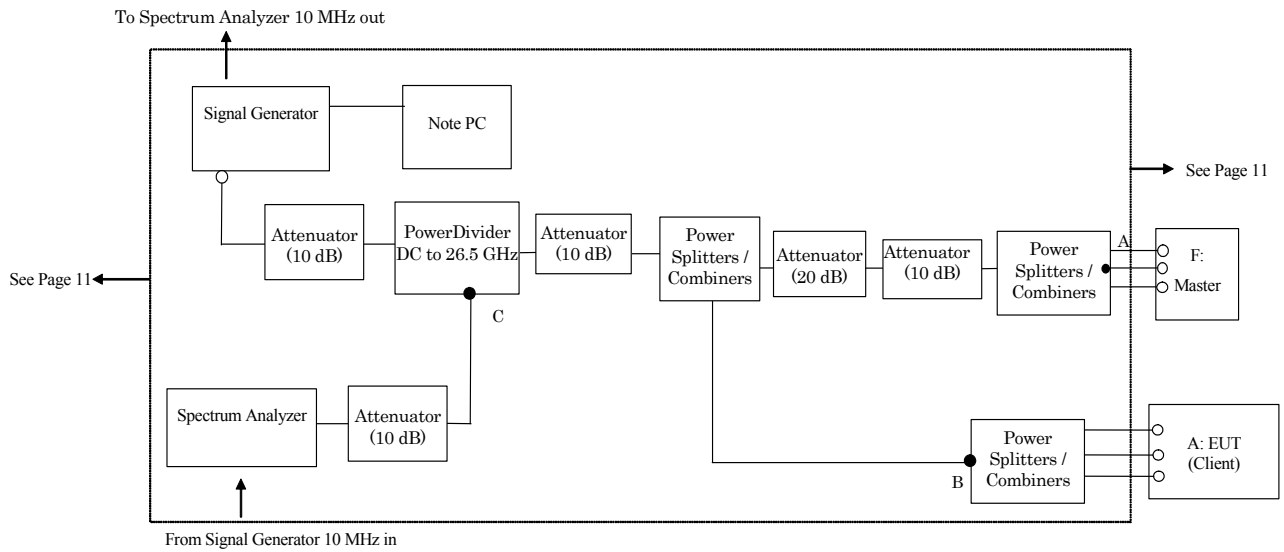 To Spectrum Analyzer 10 MHz out
Signal Generator
Note PC
See Page 11
See Page 11
Attenuator
(10 dB)
PowerDivider
DC to 26.5 GHz
Attenuator
(10 dB)
Power
Splitters /
Combiners
Attenuator
(20 dB)
Attenuator
(10 dB)
Power
Splitters /
Combiners
A
F:
Master
C
Spectrum Analyzer
Attenuator
(10 dB)
B
Power
Splitters /
Combiners
A: EUT
(Client)
From Signal Generator 10 MHz in